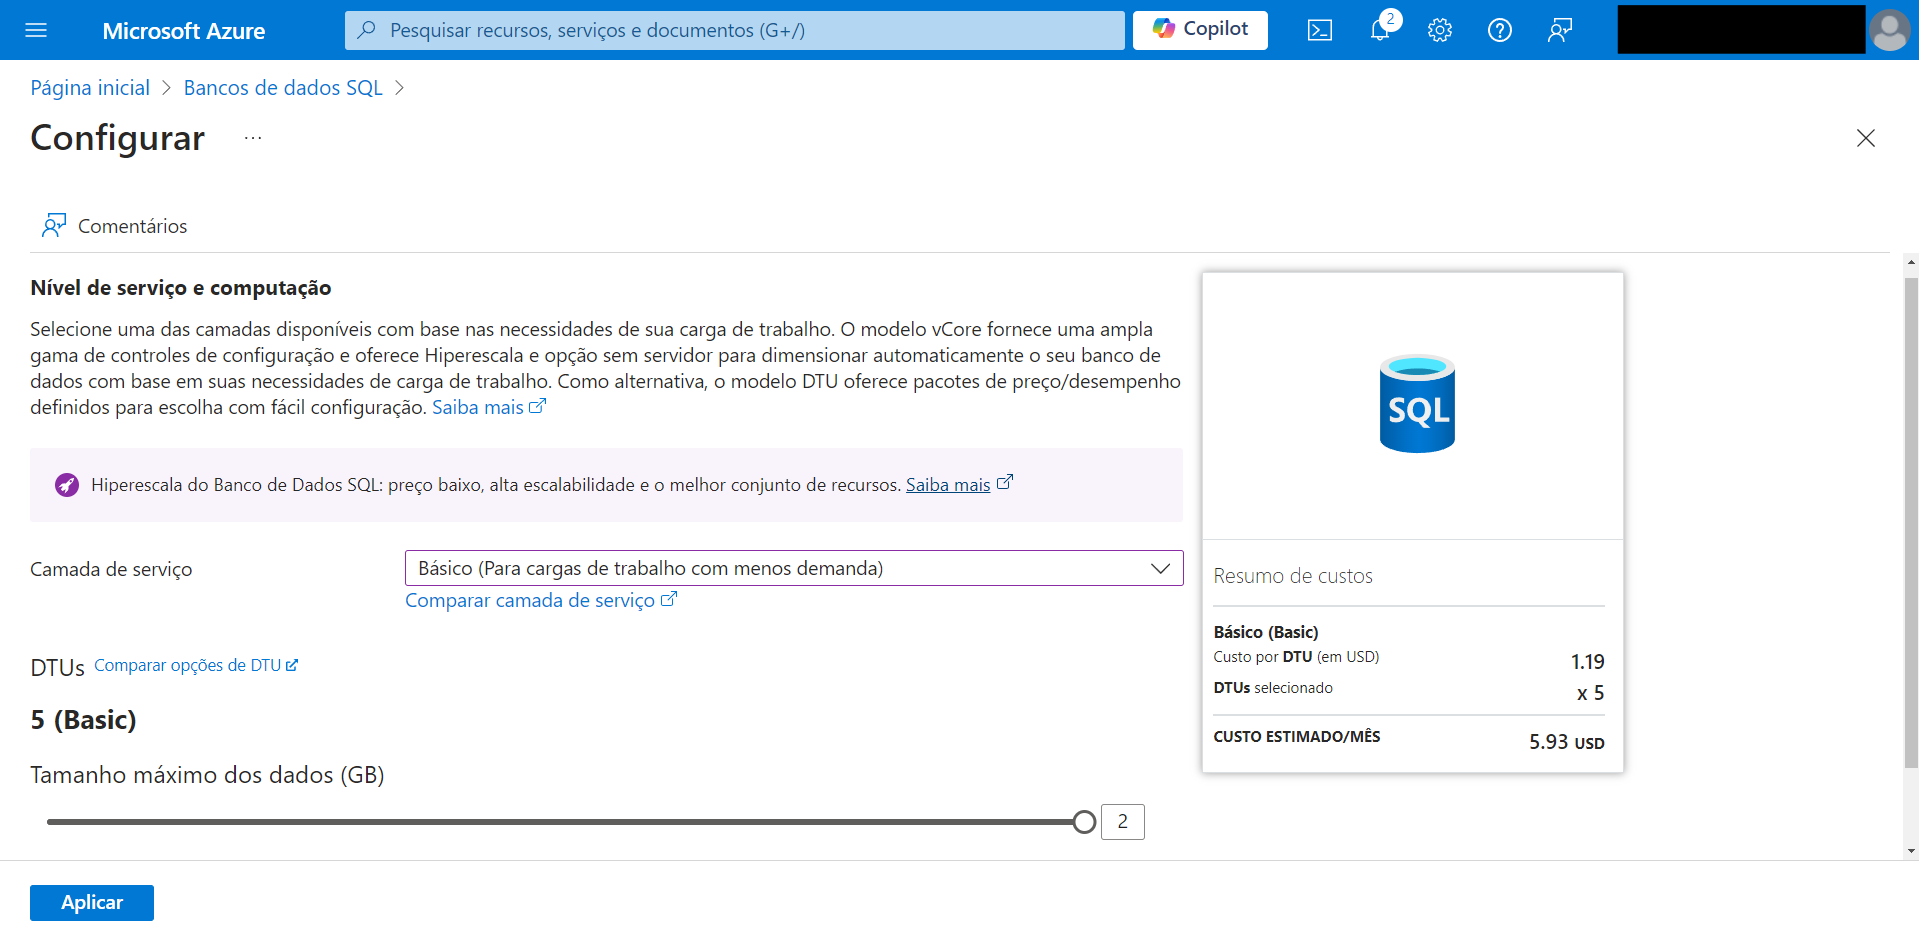 Microsoft Azure
Pesquisar recursos, serviços e documentos (G+/)
Copilot
2
Página inicial > Bancos de dados SQL >
Configurar ...
Comentários
Nível de serviço e computação
Selecione uma das camadas disponíveis com base nas necessidades de sua carga de trabalho. O modelo vCore fornece uma ampla
gama de controles de configuração e oferece Hiperescala e opção sem servidor para dimensionar automaticamente o seu banco de
dados com base em suas necessidades de carga de trabalho. Como alternativa, o modelo DTU oferece pacotes de preço/desempenho
definidos para escolha com fácil configuração. Saiba mais
Hiperescala do Banco de Dados SQL: preço baixo, alta escalabilidade e o melhor conjunto de recursos. Saiba mais
Camada de serviço
Básico (Para cargas de trabalho com menos demanda)
Comparar camada de serviço
DTUs Comparar opções de DTU
5 (Basic)
Tamanho máximo dos dados (GB)
2
Aplicar
SQL
Resumo de custos
Básico (Basic)
Custo por DTU (em USD) 1.19
DTUs selecionado x 5
CUSTO ESTIMADO/MÊS 5.93 USD